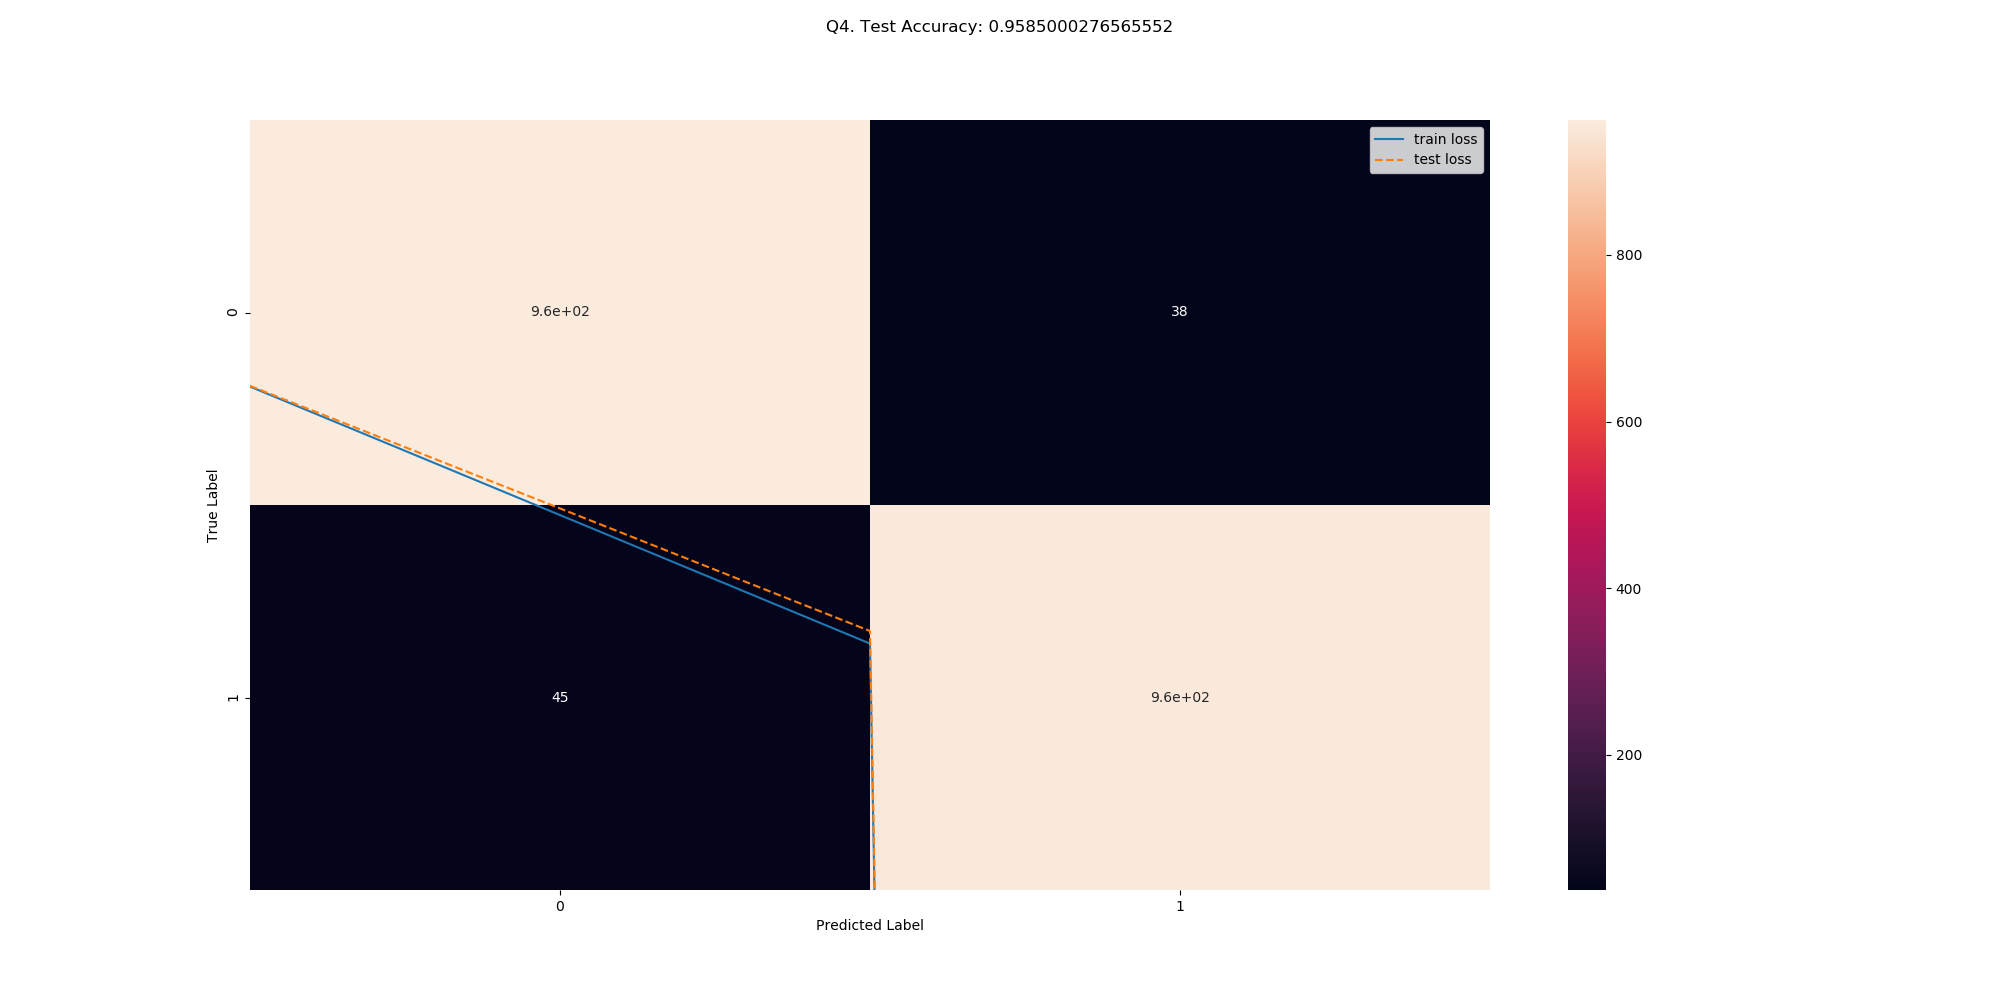 Q4. Test Accuracy: 0.9585000276565552
train loss
test loss
True Label
0
1
9.6e+02
38
45
9.6e+02
0
1
Predicted Label
800
600
400
200